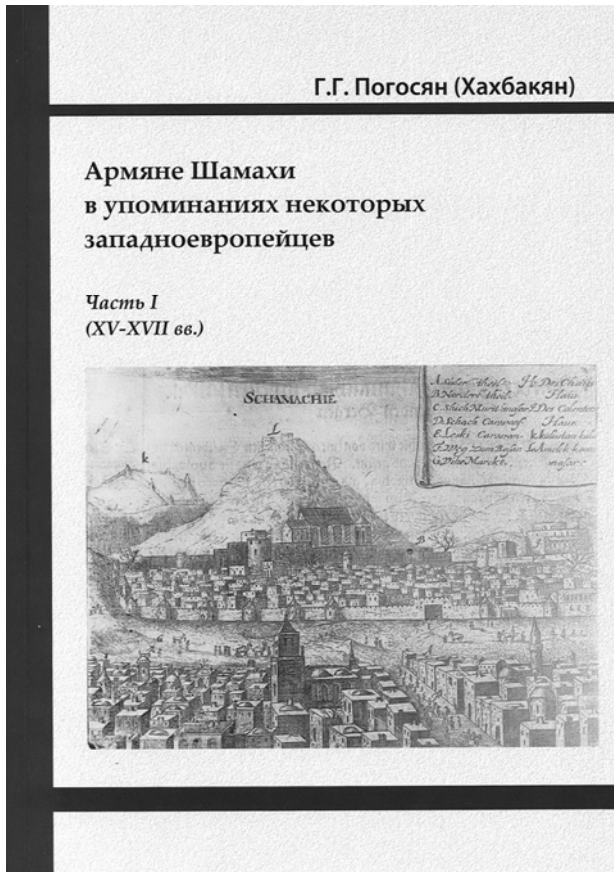 Г.Г. Погосян (Хахбакян)
Армяне Шамахи
в упоминаниях некоторых
западноевропейцев
Часть I
(XV-XVII вв.)
SCHAMACHIE